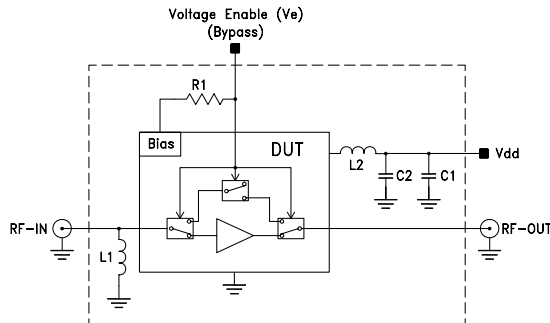 Voltage Enable (Ve)
(Bypass)
R1
Bias
DUT
L2
C2
C1
Vdd
RF-IN
L1
RF-OUT